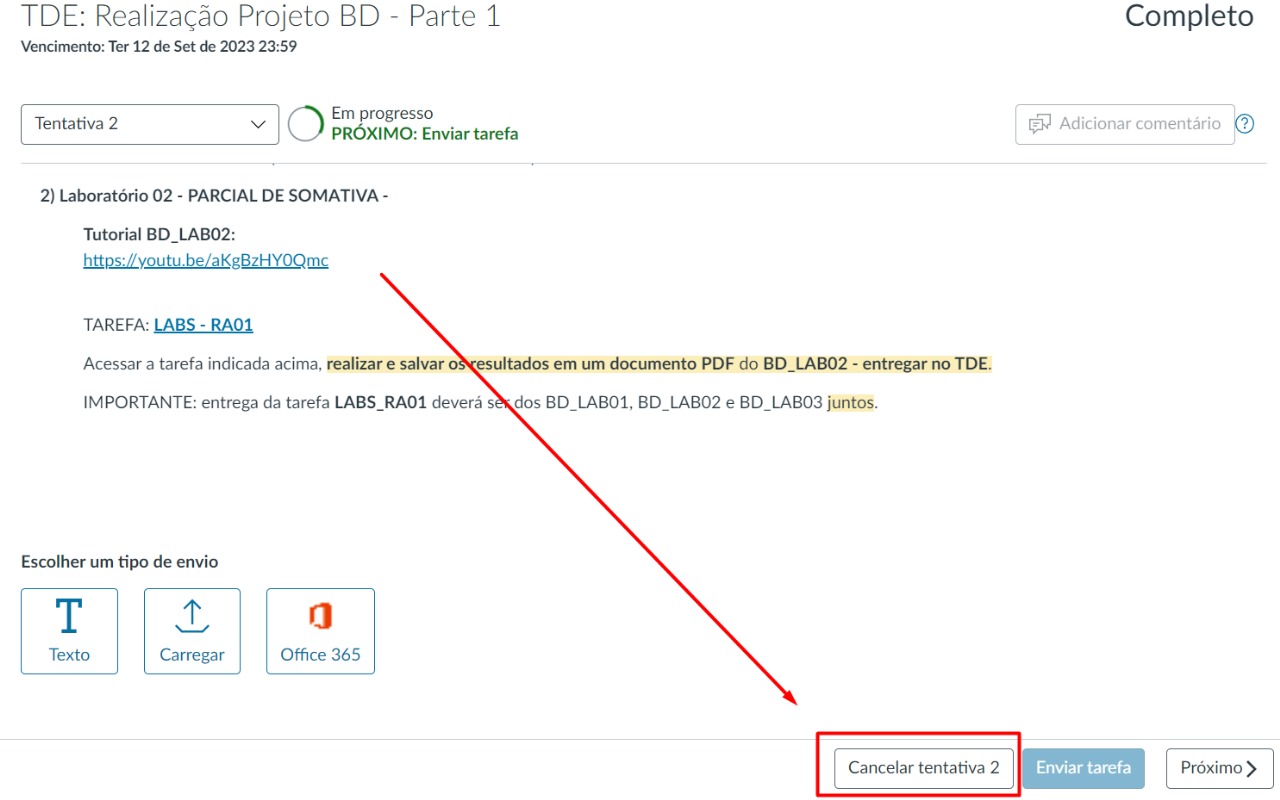 TDE: Realização Projeto BD - Parte 1
Completo
Vencimento: Ter 12 de Set de 2023 23:59
Tentativa 2
Em progresso
PRÓXIMO: Enviar tarefa
Adicionar comentário
?
2) Laboratório 02 - PARCIAL DE SOMATIVA -
Tutorial BD_LAB02:
https://youtu.be/aKgBzHY0Qmc
TAREFA: LABS - RA01
Acessar a tarefa indicada acima, realizar e salvar os resultados em um documento PDF do BD_LAB02 - entregar no TDE.
IMPORTANTE: entrega da tarefa LABS_RA01 deverá ser dos BD_LAB01, BD_LAB02 e BD_LAB03 juntos.
Escolher um tipo de envio
Texto
Carregar
Office 365
Cancelar tentativa 2
Enviar tarefa
Próximo